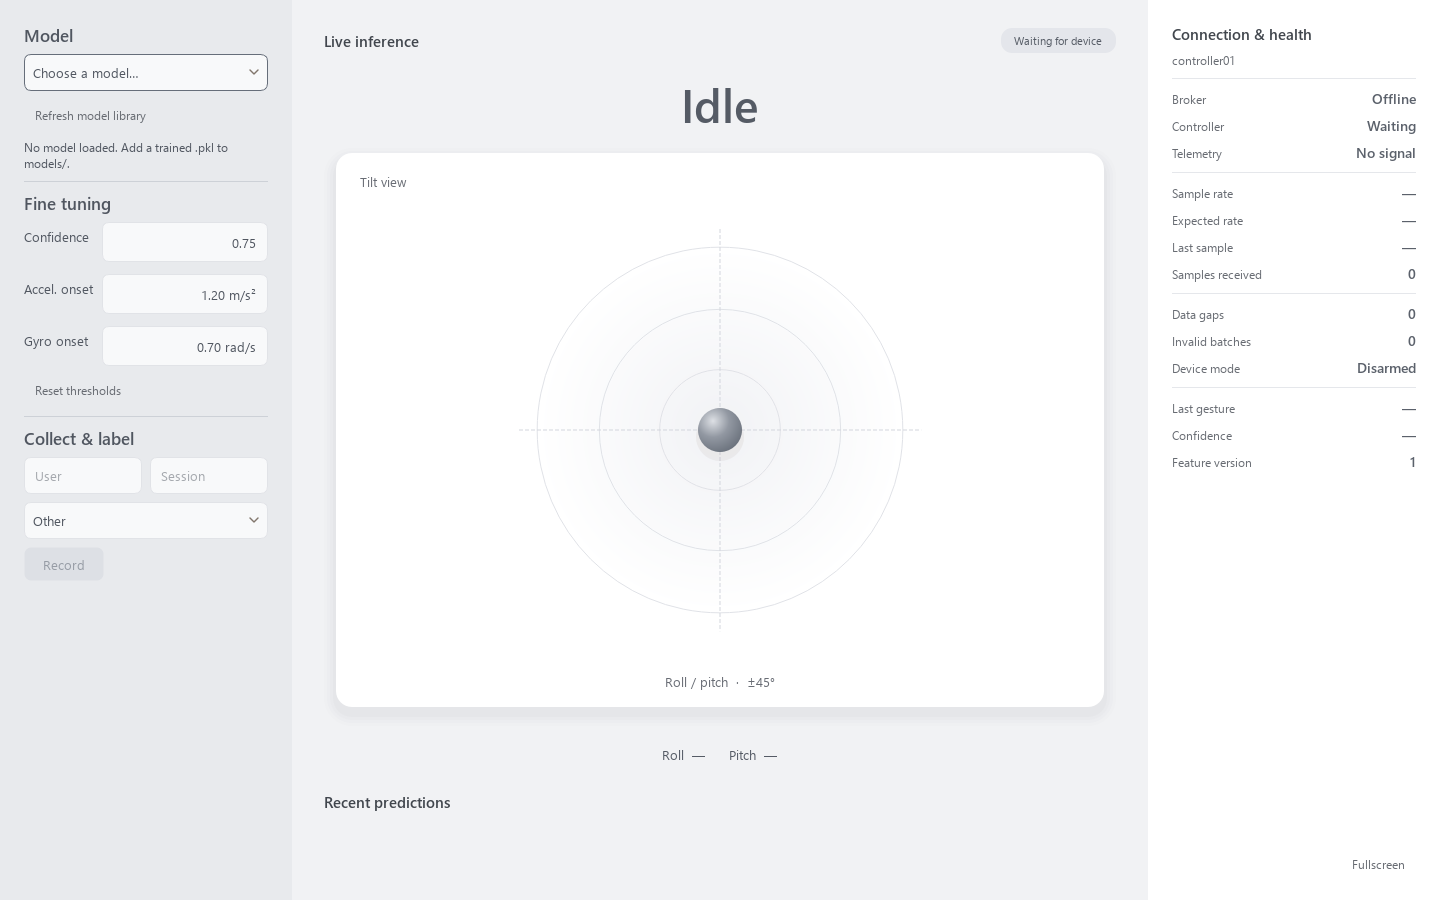 Model
Choose a model...
Refresh model library
No model loaded. Add a trained .pkl to
models/.
Fine tuning
Confidence
0.75
Accel. onset
1.20 m/s²
Gyro onset
0.70 rad/s
Reset thresholds
Collect & label
User
Session
Other
Record
Live inference
Waiting for device
Idle
Tilt view
Roll / pitch · ±45°
Roll —
Pitch —
Recent predictions
Connection & health
controller01
Broker Offline
Controller Waiting
Telemetry No signal
Sample rate —
Expected rate —
Last sample —
Samples received 0
Data gaps 0
Invalid batches 0
Device mode Disarmed
Last gesture —
Confidence —
Feature version 1
Fullscreen